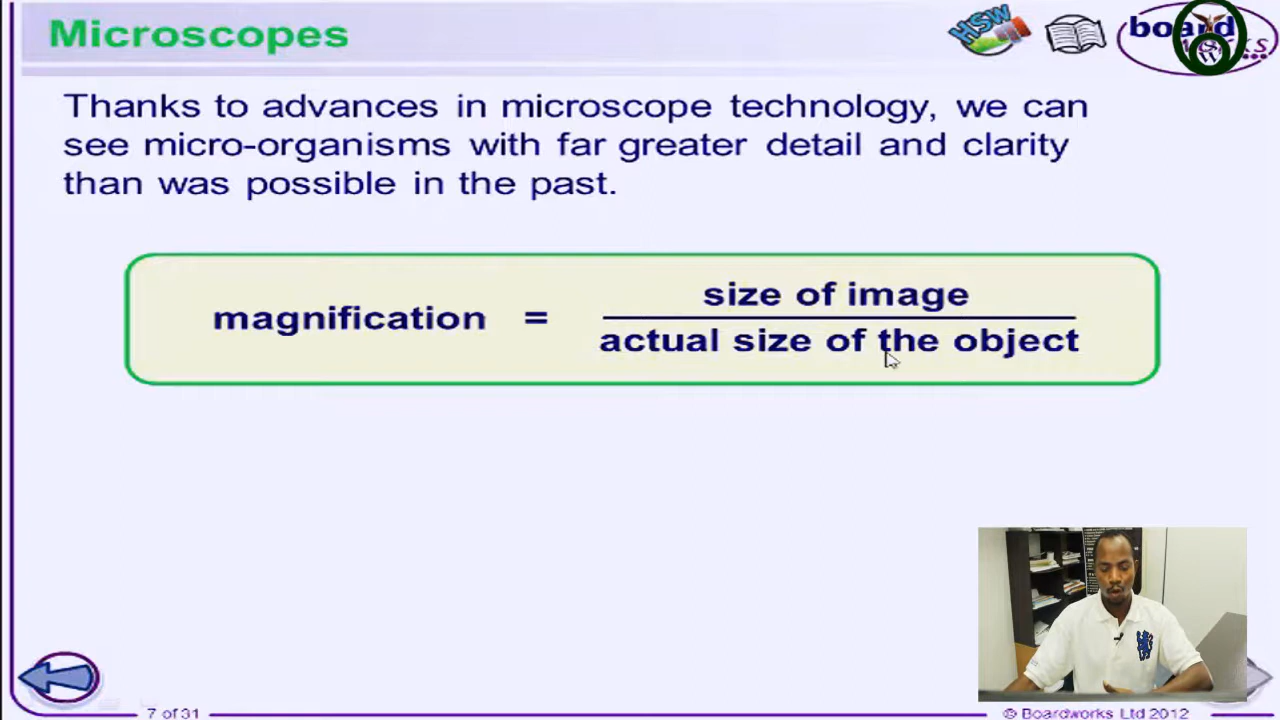 Microscopes
HSW
board
Thanks to advances in microscope technology, we can
see micro-organisms with far greater detail and clarity
than was possible in the past.
magnification = size of image
actual size of the object
7 of 31
© Boardworks Ltd 2012